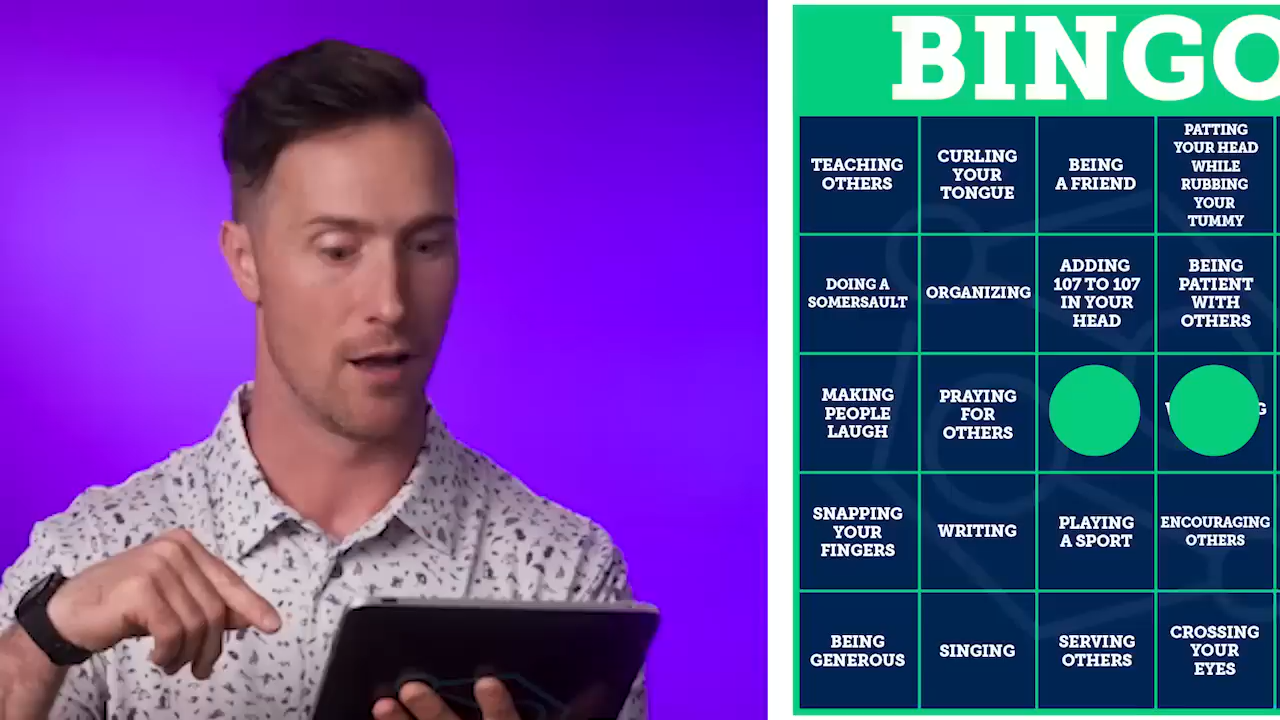 BINGO
TEACHING
OTHERS
CURLING
YOUR
TONGUE
BEING
A FRIEND
PATTING
YOUR HEAD
WHILE
RUBBING
YOUR
TUMMY
DOING A
SOMERSAULT
ORGANIZING
ADDING
107 TO 107
IN YOUR
HEAD
BEING
PATIENT
WITH
OTHERS
MAKING
PEOPLE
LAUGH
PRAYING
FOR
OTHERS
SNAPPING
YOUR
FINGERS
WRITING
PLAYING
A SPORT
ENCOURAGING
OTHERS
BEING
GENEROUS
SINGING
SERVING
OTHERS
CROSSING
YOUR
EYES